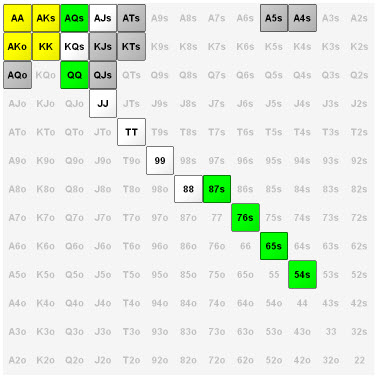 AA AKs AQs AJs ATs A9s A8s A7s A6s A5s A4s A3s A2s
AKo KK KQs KJs KTs K9s K8s K7s K6s K5s K4s K3s K2s
AQo KQo QQ QJs QTs Q9s Q8s Q7s Q6s Q5s Q4s Q3s Q2s
AJo KJo QJo JJ JTs J9s J8s J7s J6s J5s J4s J3s J2s
ATo KTo QTo JTo TT T9s T8s T7s T6s T5s T4s T3s T2s
A9o K9o Q9o J9o T9o 99 98s 97s 96s 95s 94s 93s 92s
A8o K8o Q8o J8o T8o 98o 88 87s 86s 85s 84s 83s 82s
A7o K7o Q7o J7o T7o 97o 87o 77 76s 75s 74s 73s 72s
A6o K6o Q6o J6o T6o 96o 86o 76o 66 65s 64s 63s 62s
A5o K5o Q5o J5o T5o 95o 85o 75o 65o 55 54s 53s 52s
A4o K4o Q4o J4o T4o 94o 84o 74o 64o 54o 44 43s 42s
A3o K3o Q3o J3o T3o 93o 83o 73o 63o 53o 43o 33 32s
A2o K2o Q2o J2o T2o 92o 82o 72o 62o 52o 42o 32o 22